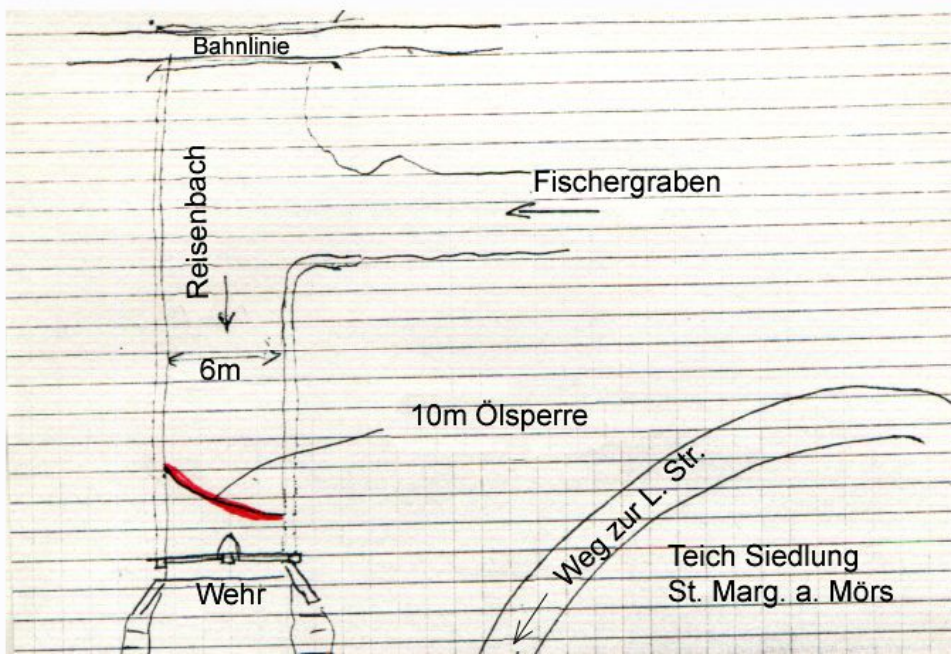 Bahnlinie
Reisenbach
Fischergraben
6m
10m Ölsperre
Weg zur L. Str.
Teich Siedlung
St. Marg. a. Mörs
Wehr